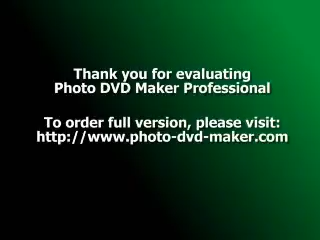 Thank you for evaluating
Photo DVD Maker Professional
To order full version, please visit:
http://www.photo-dvd-maker.com